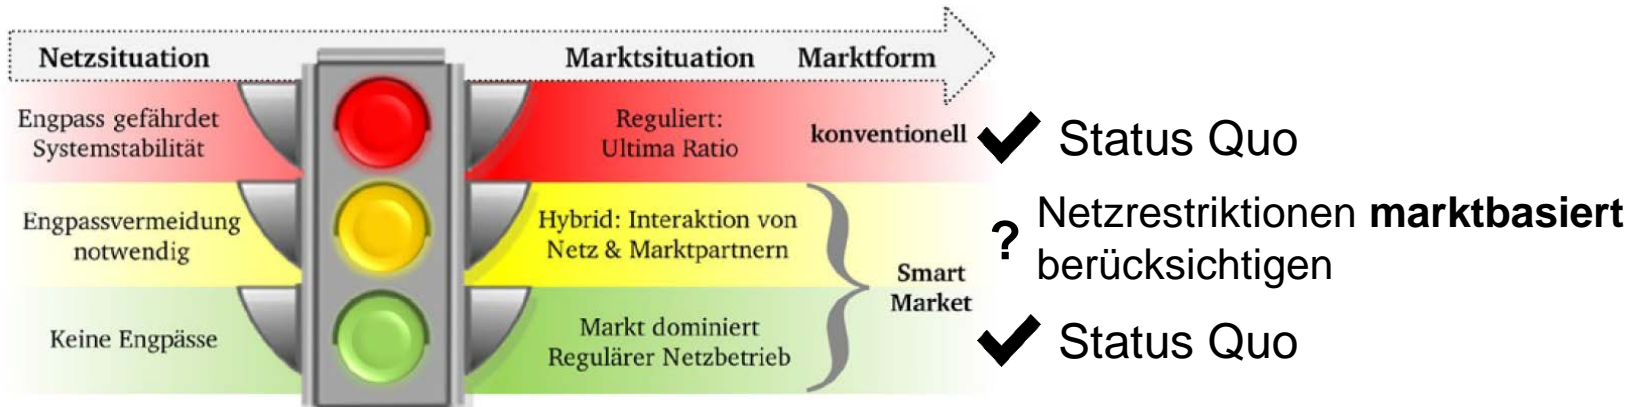 Netzsituation
Marktsituation
Marktform
Engpass gefährdet
Systemstabilität
Reguliert:
Ultima Ratio
konventionell
Status Quo
Engpassvermeidung
notwendig
Hybrid: Interaktion von
Netz & Marktpartnern
Smart
Market
?
Netzrestriktionen marktbasiert
berücksichtigen
Keine Engpässe
Markt dominiert
Regulärer Netzbetrieb
Status Quo